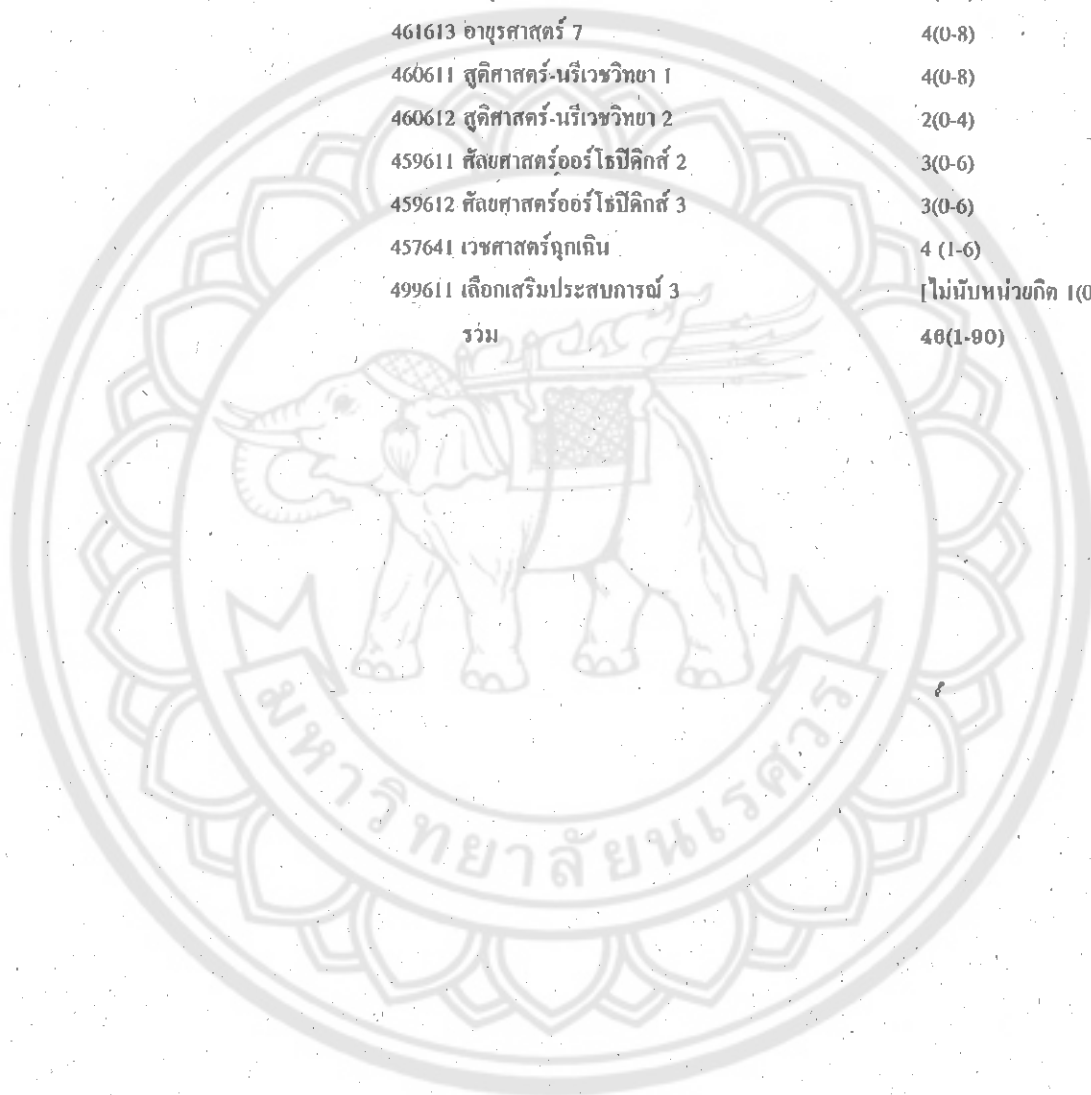 461613 อายุรศาสตร์ 7 4(0-8)
460611 สูติศาสตร์-นรีเวชวิทยา 1 4(0-8)
460612 สูติศาสตร์-นรีเวชวิทยา 2 2(0-4)
459611 ศัลยศาสตร์ออร์โธปิดิกส์ 2 3(0-6)
459612 ศัลยศาสตร์ออร์โธปิดิกส์ 3 3(0-6)
457641 เวชศาสตร์ฉุกเฉิน 4 (1-6)
499611 เลือกเสริมประสบการณ์ 3 [ไม่นับหน่วยกิต 1(0
รวม 46(1-90)
มหาวิทยาลัยนเรศวร